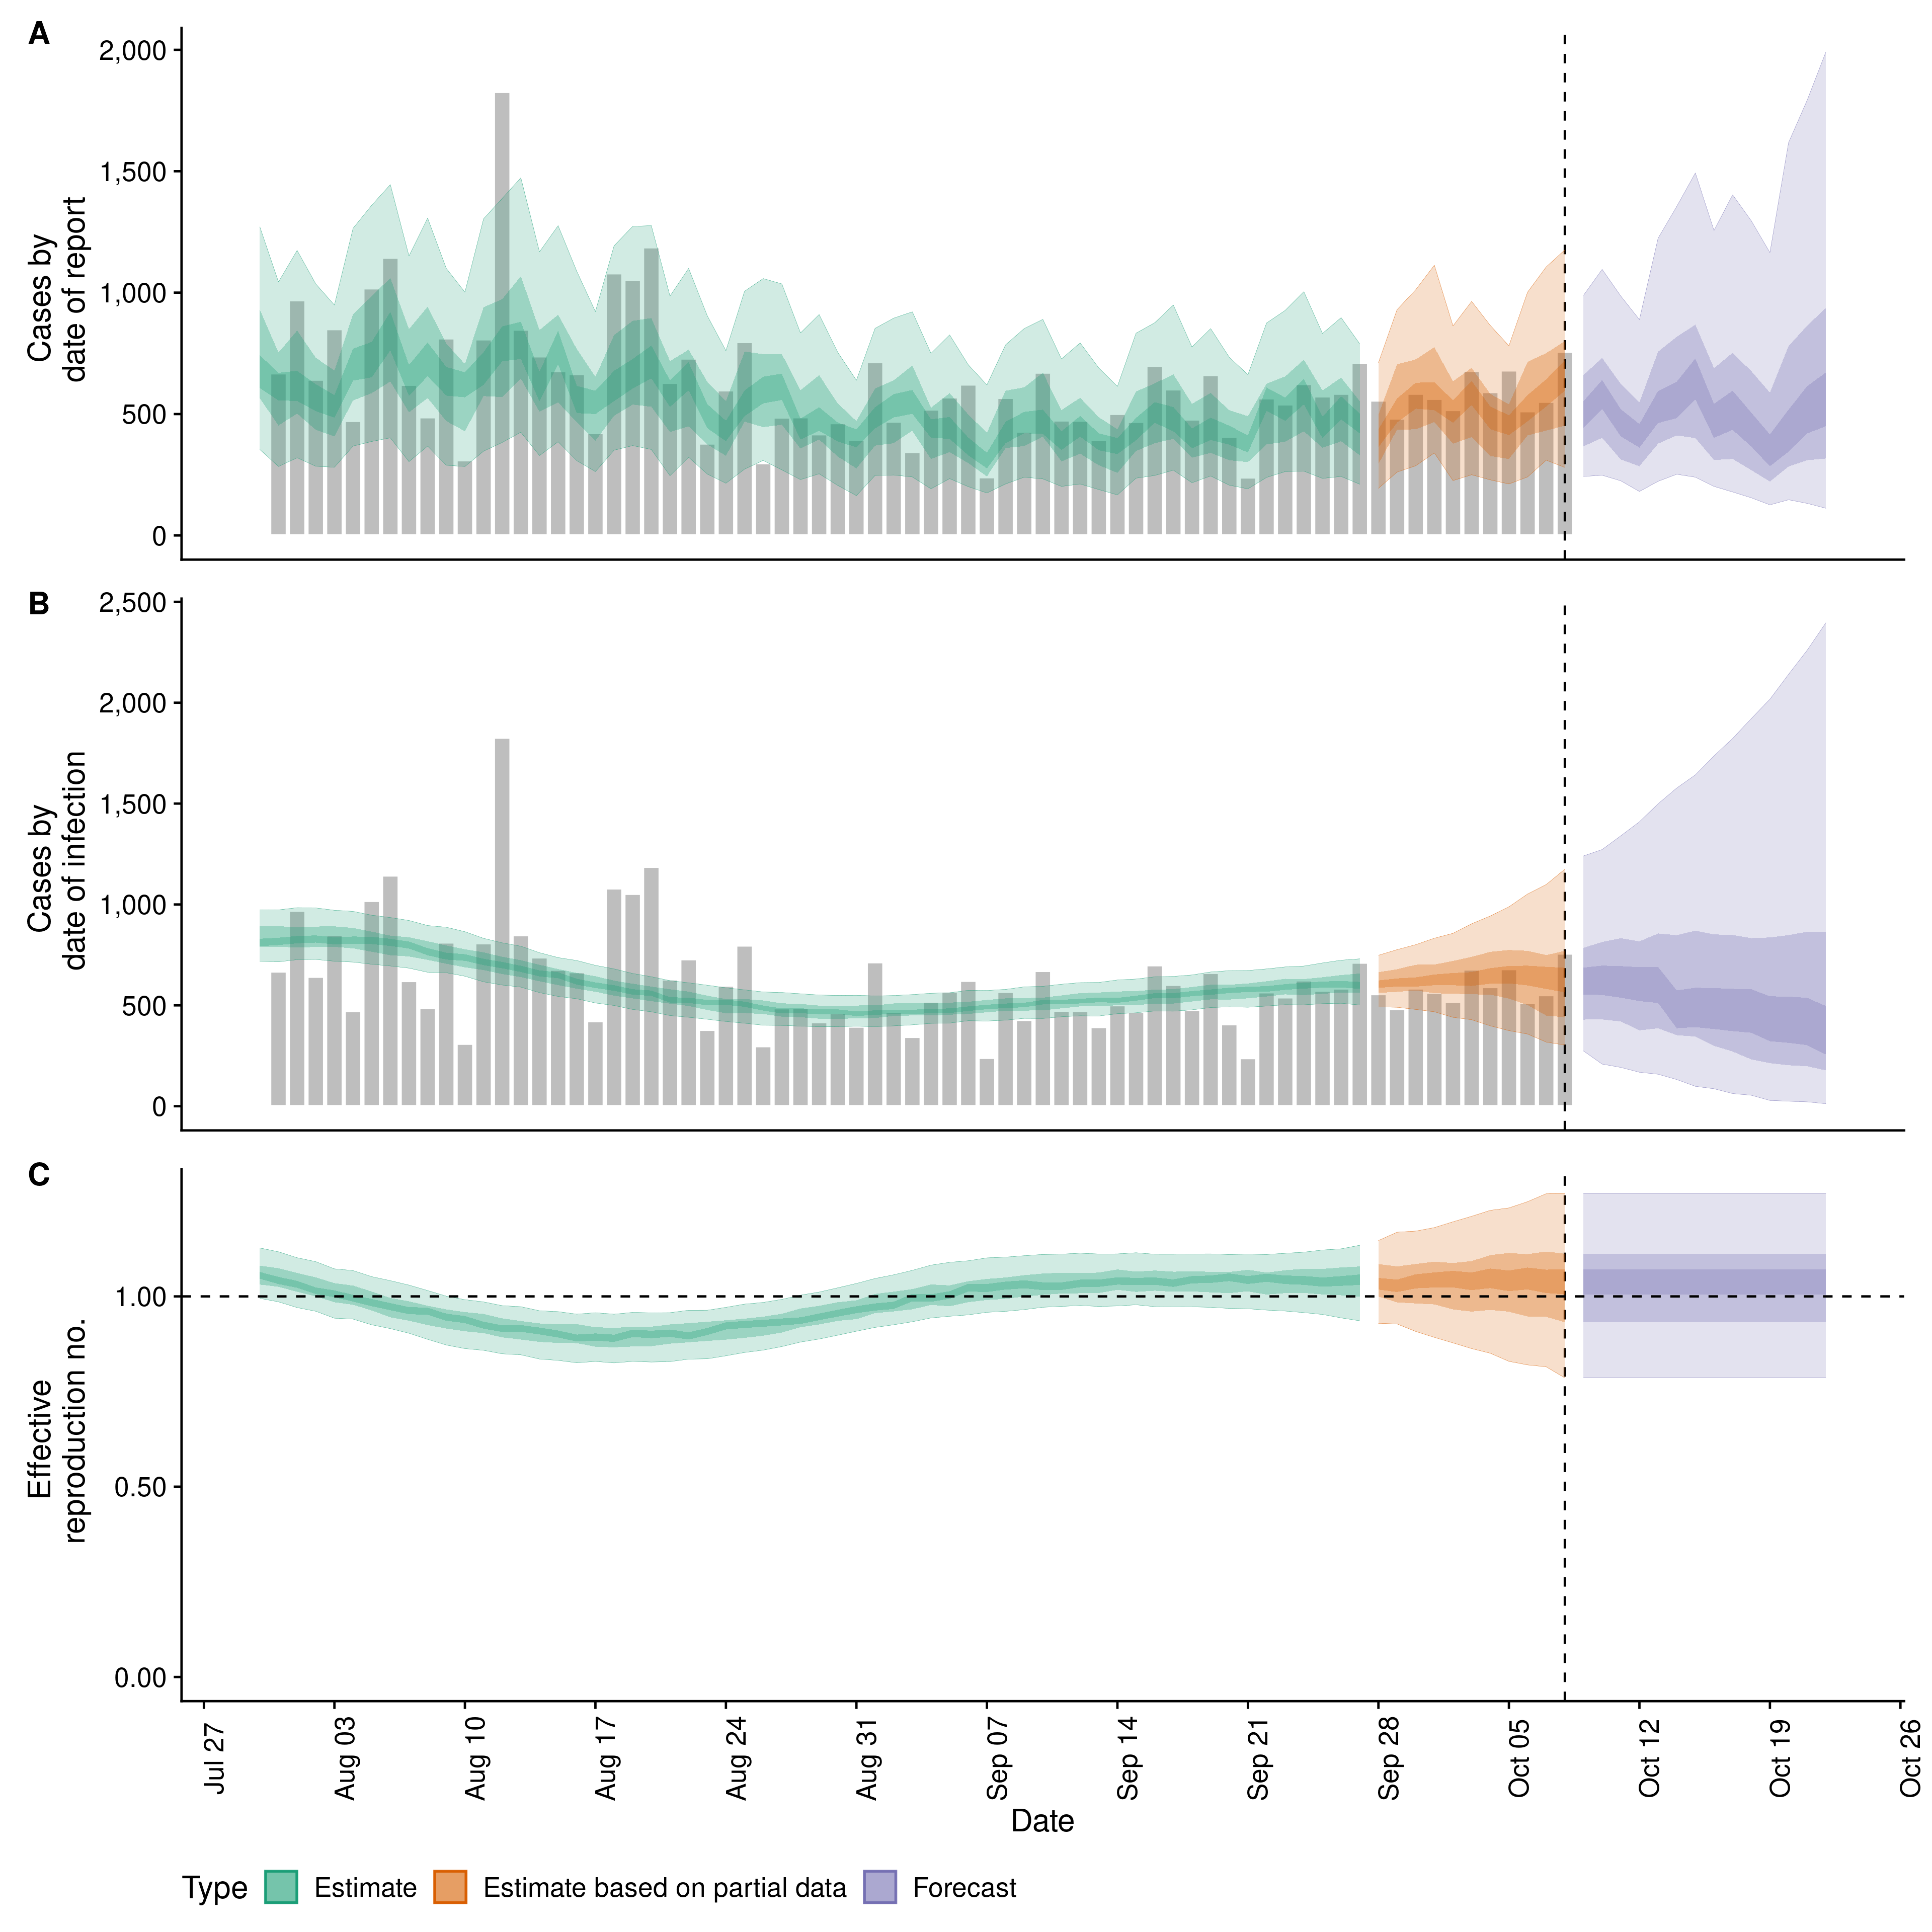 A
2,000
1,500
1,000
500
0
Cases by
date of report
B
2,500
2,000
1,500
1,000
500
0
Cases by
date of infection
C
1.00
0.50
0.00
Effective
reproduction no.
Jul 27
Aug 03
Aug 10
Aug 17
Aug 24
Aug 31
Sep 07
Sep 14
Sep 21
Sep 28
Oct 05
Oct 12
Oct 19
Oct 26
Date
Type Estimate Estimate based on partial data Forecast